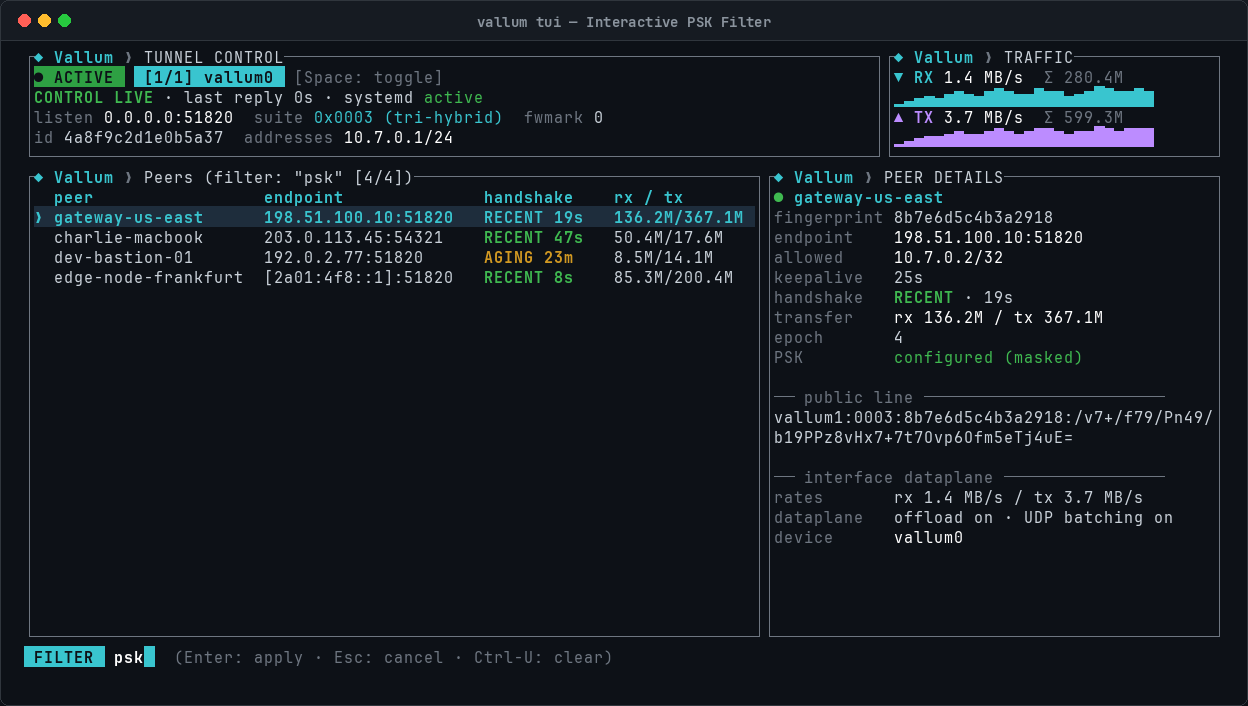 vallum tui — Interactive PSK Filter
◆ Vallum ❫ TUNNEL CONTROL
● ACTIVE [1/1] vallum0 [Space: toggle]
CONTROL LIVE · last reply 0s · systemd active
listen 0.0.0.0:51820 suite 0x0003 (tri-hybrid) fwmark 0
id 4a8f9c2d1e0b5a37 addresses 10.7.0.1/24
◆ Vallum ❫ TRAFFIC
▼ RX 1.4 MB/s Σ 280.4M
▲ TX 3.7 MB/s Σ 599.3M
◆ Vallum ❫ Peers (filter: "psk" [4/4])
peer endpoint handshake rx / tx
❫ gateway-us-east 198.51.100.10:51820 RECENT 19s 136.2M/367.1M
charlie-macbook 203.0.113.45:54321 RECENT 47s 50.4M/17.6M
dev-bastion-01 192.0.2.77:51820 AGING 23m 8.5M/14.1M
edge-node-frankfurt [2a01:4f8::1]:51820 RECENT 8s 85.3M/200.4M
◆ Vallum ❫ PEER DETAILS
● gateway-us-east
fingerprint 8b7e6d5c4b3a2918
endpoint 198.51.100.10:51820
allowed 10.7.0.2/32
keepalive 25s
handshake RECENT · 19s
transfer rx 136.2M / tx 367.1M
epoch 4
PSK configured (masked)
── public line ──
vallum1:0003:8b7e6d5c4b3a2918:/v7+/f79/Pn49/
b19PPz8vHx7+7t7Ovp6Ofm5eTj4uE=
── interface dataplane ──
rates rx 1.4 MB/s / tx 3.7 MB/s
dataplane offload on · UDP batching on
device vallum0
FILTER psk (Enter: apply · Esc: cancel · Ctrl-U: clear)